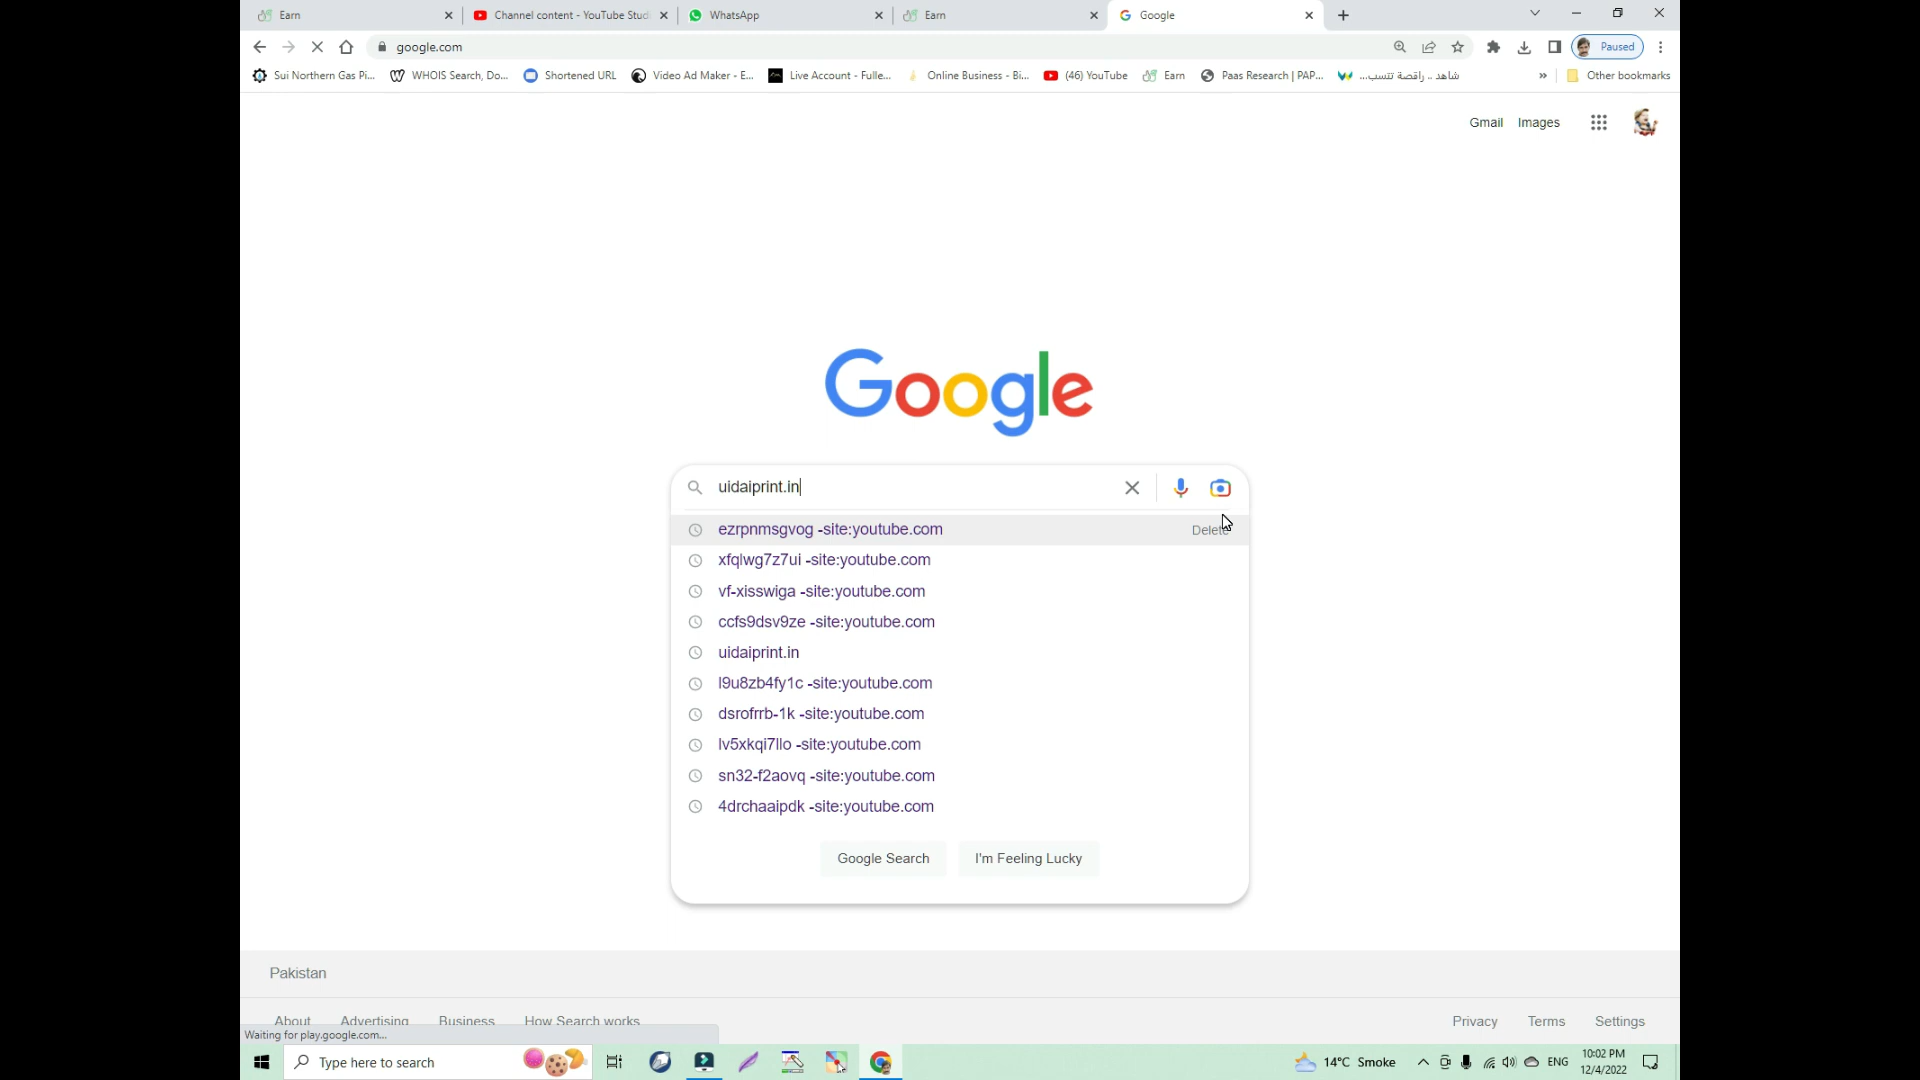 Earn
Channel content - YouTube Stud
WhatsApp
Earn
Google
google.com
Paused
Sui Northern Gas Pi...
WHOIS Search, Do...
Shortened URL
Video Ad Maker - E...
Live Account - Fulle...
Online Business - Bi...
(46) YouTube
Earn
Paas Research | PAP...
شاهد .. راقصة تتسب...
»
Other bookmarks
Gmail
Images
Google
uidaiprint.in
ezrpnmsgvog -site:youtube.com
Delete
xfqlwg7z7ui -site:youtube.com
vf-xisswiga -site:youtube.com
ccfs9dsv9ze -site:youtube.com
uidaiprint.in
l9u8zb4fy1c -site:youtube.com
dsrofrrb-1k -site:youtube.com
lv5xkqi7llo -site:youtube.com
sn32-f2aovq -site:youtube.com
4drchaaipdk -site:youtube.com
Google Search
I'm Feeling Lucky
Pakistan
About
Advertising
Business
How Search works
Privacy
Terms
Settings
Waiting for play.google.com...
Type here to search
14°C Smoke
ENG
10:02 PM
12/4/2022